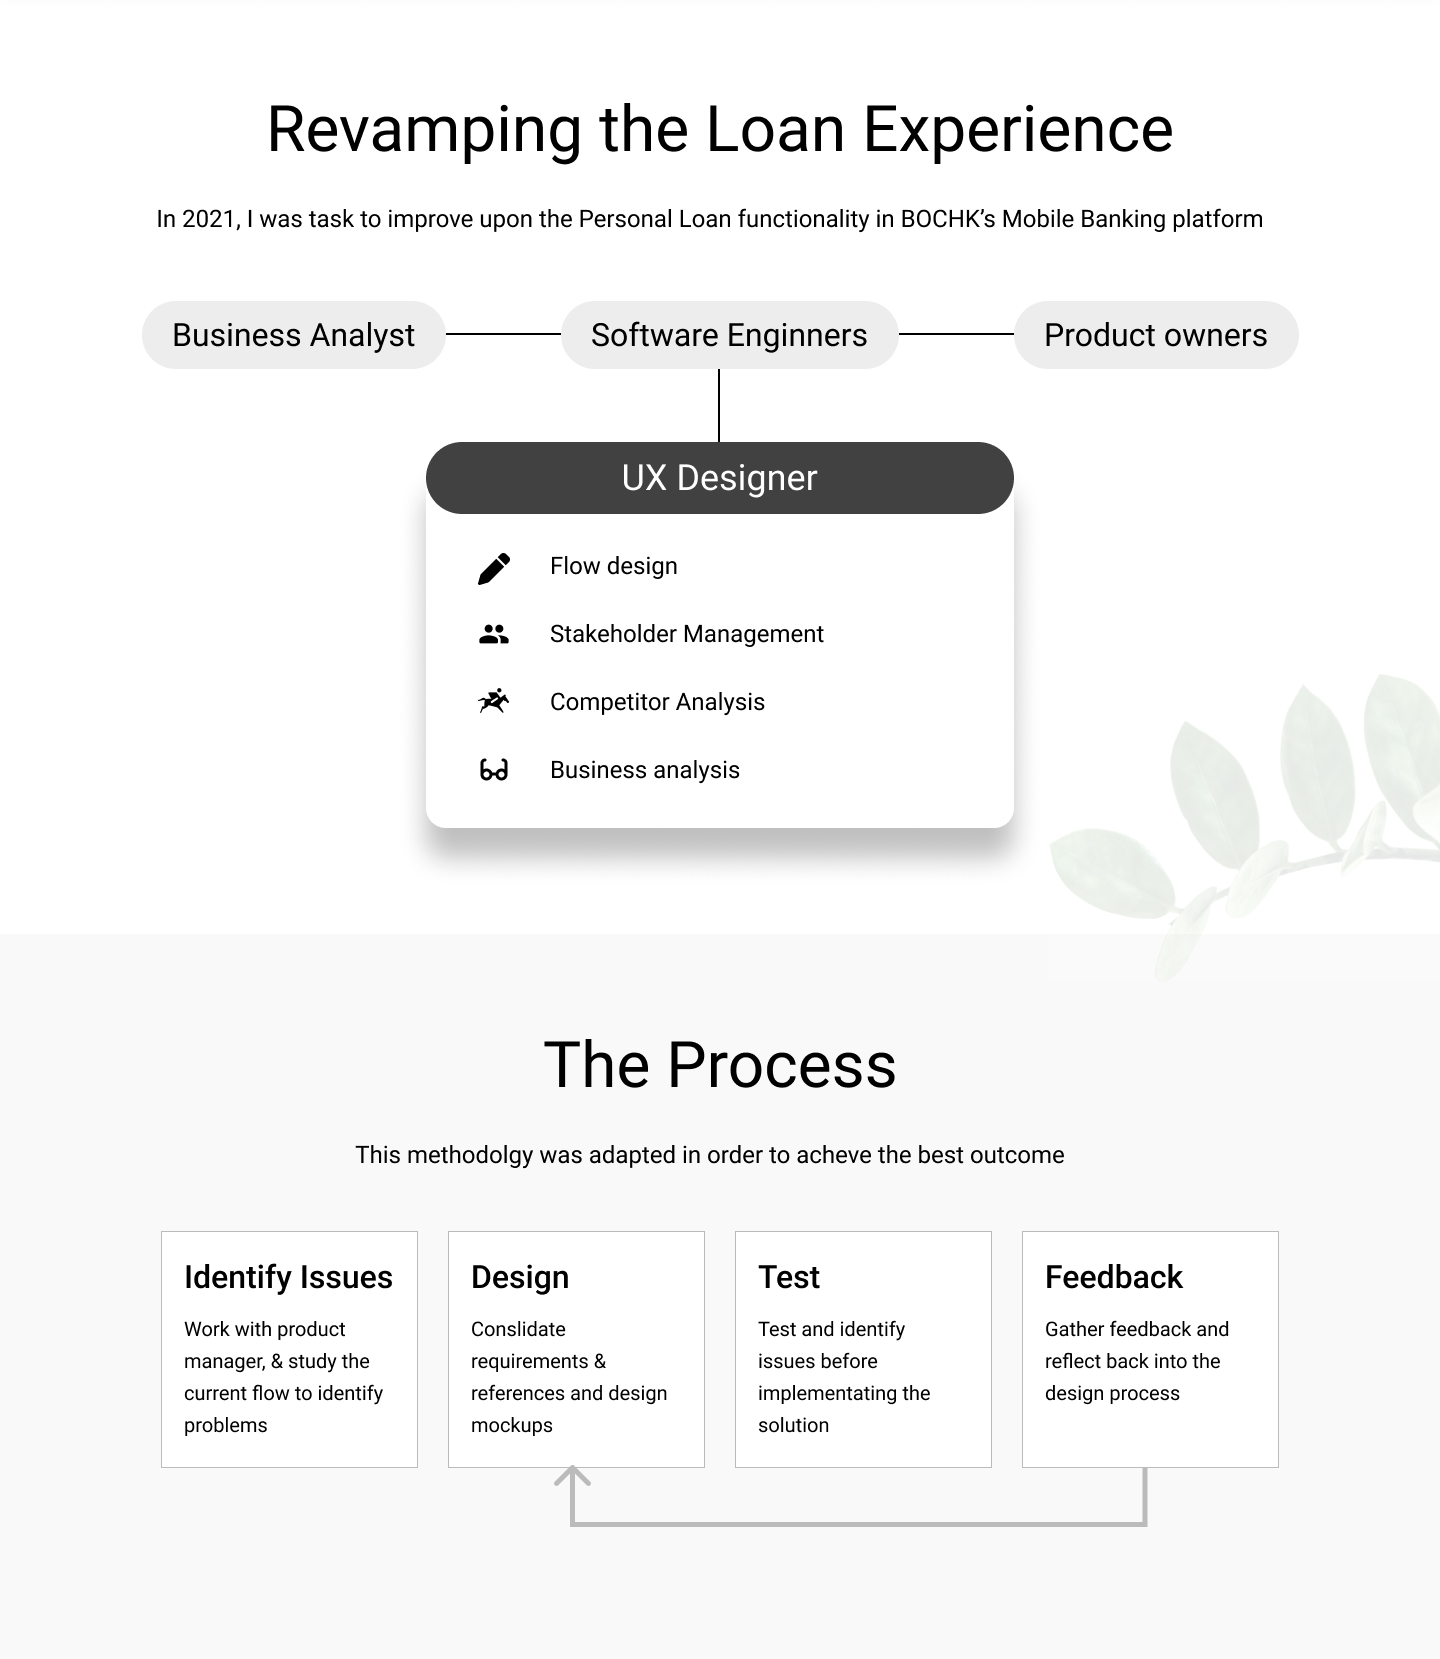 Revamping the Loan Experience
In 2021, I was task to improve upon the Personal Loan functionality in BOCHK’s Mobile Banking platform
Business Analyst
Software Enginners
Product owners
UX Designer
Flow design
Stakeholder Management
Competitor Analysis
Business analysis
The Process
This methodolgy was adapted in order to acheve the best outcome
Identify Issues
Work with product
manager, & study the
current flow to identify
problems
Design
Conslidate
requirements &
references and design
mockups
Test
Test and identify
issues before
implementating the
solution
Feedback
Gather feedback and
reflect back into the
design process